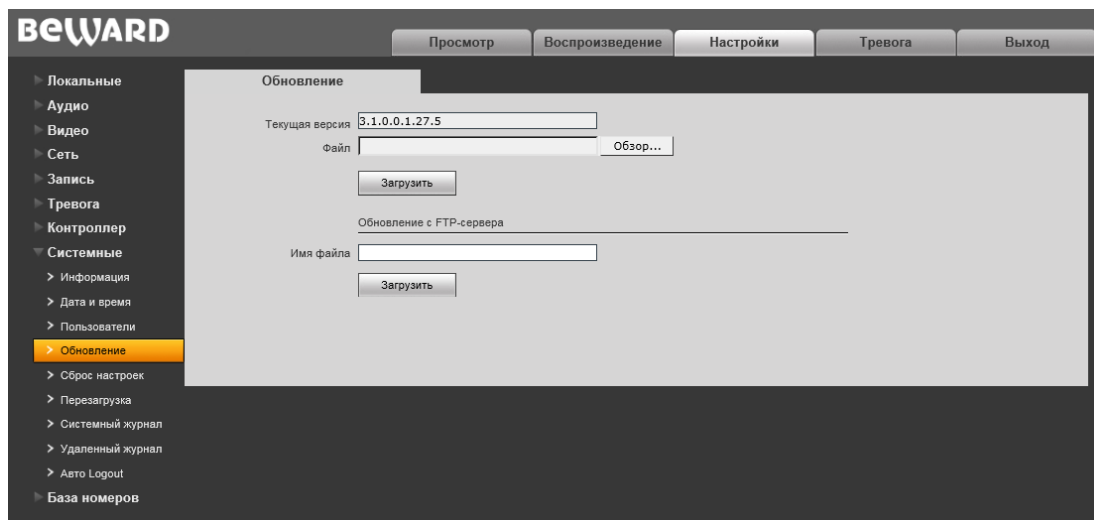 BEWARD
Просмотр
Воспроизведение
Настройки
Тревога
Выход
Локальные
Аудио
Видео
Сеть
Запись
Тревога
Контроллер
Системные
Информация
Дата и время
Пользователи
Обновление
Сброс настроек
Перезагрузка
Системный журнал
Удаленный журнал
Авто Logout
База номеров
Обновление
Текущая версия 3.1.0.0.1.27.5
Файл Обзор...
Загрузить
Обновление с FTP-сервера
Имя файла
Загрузить